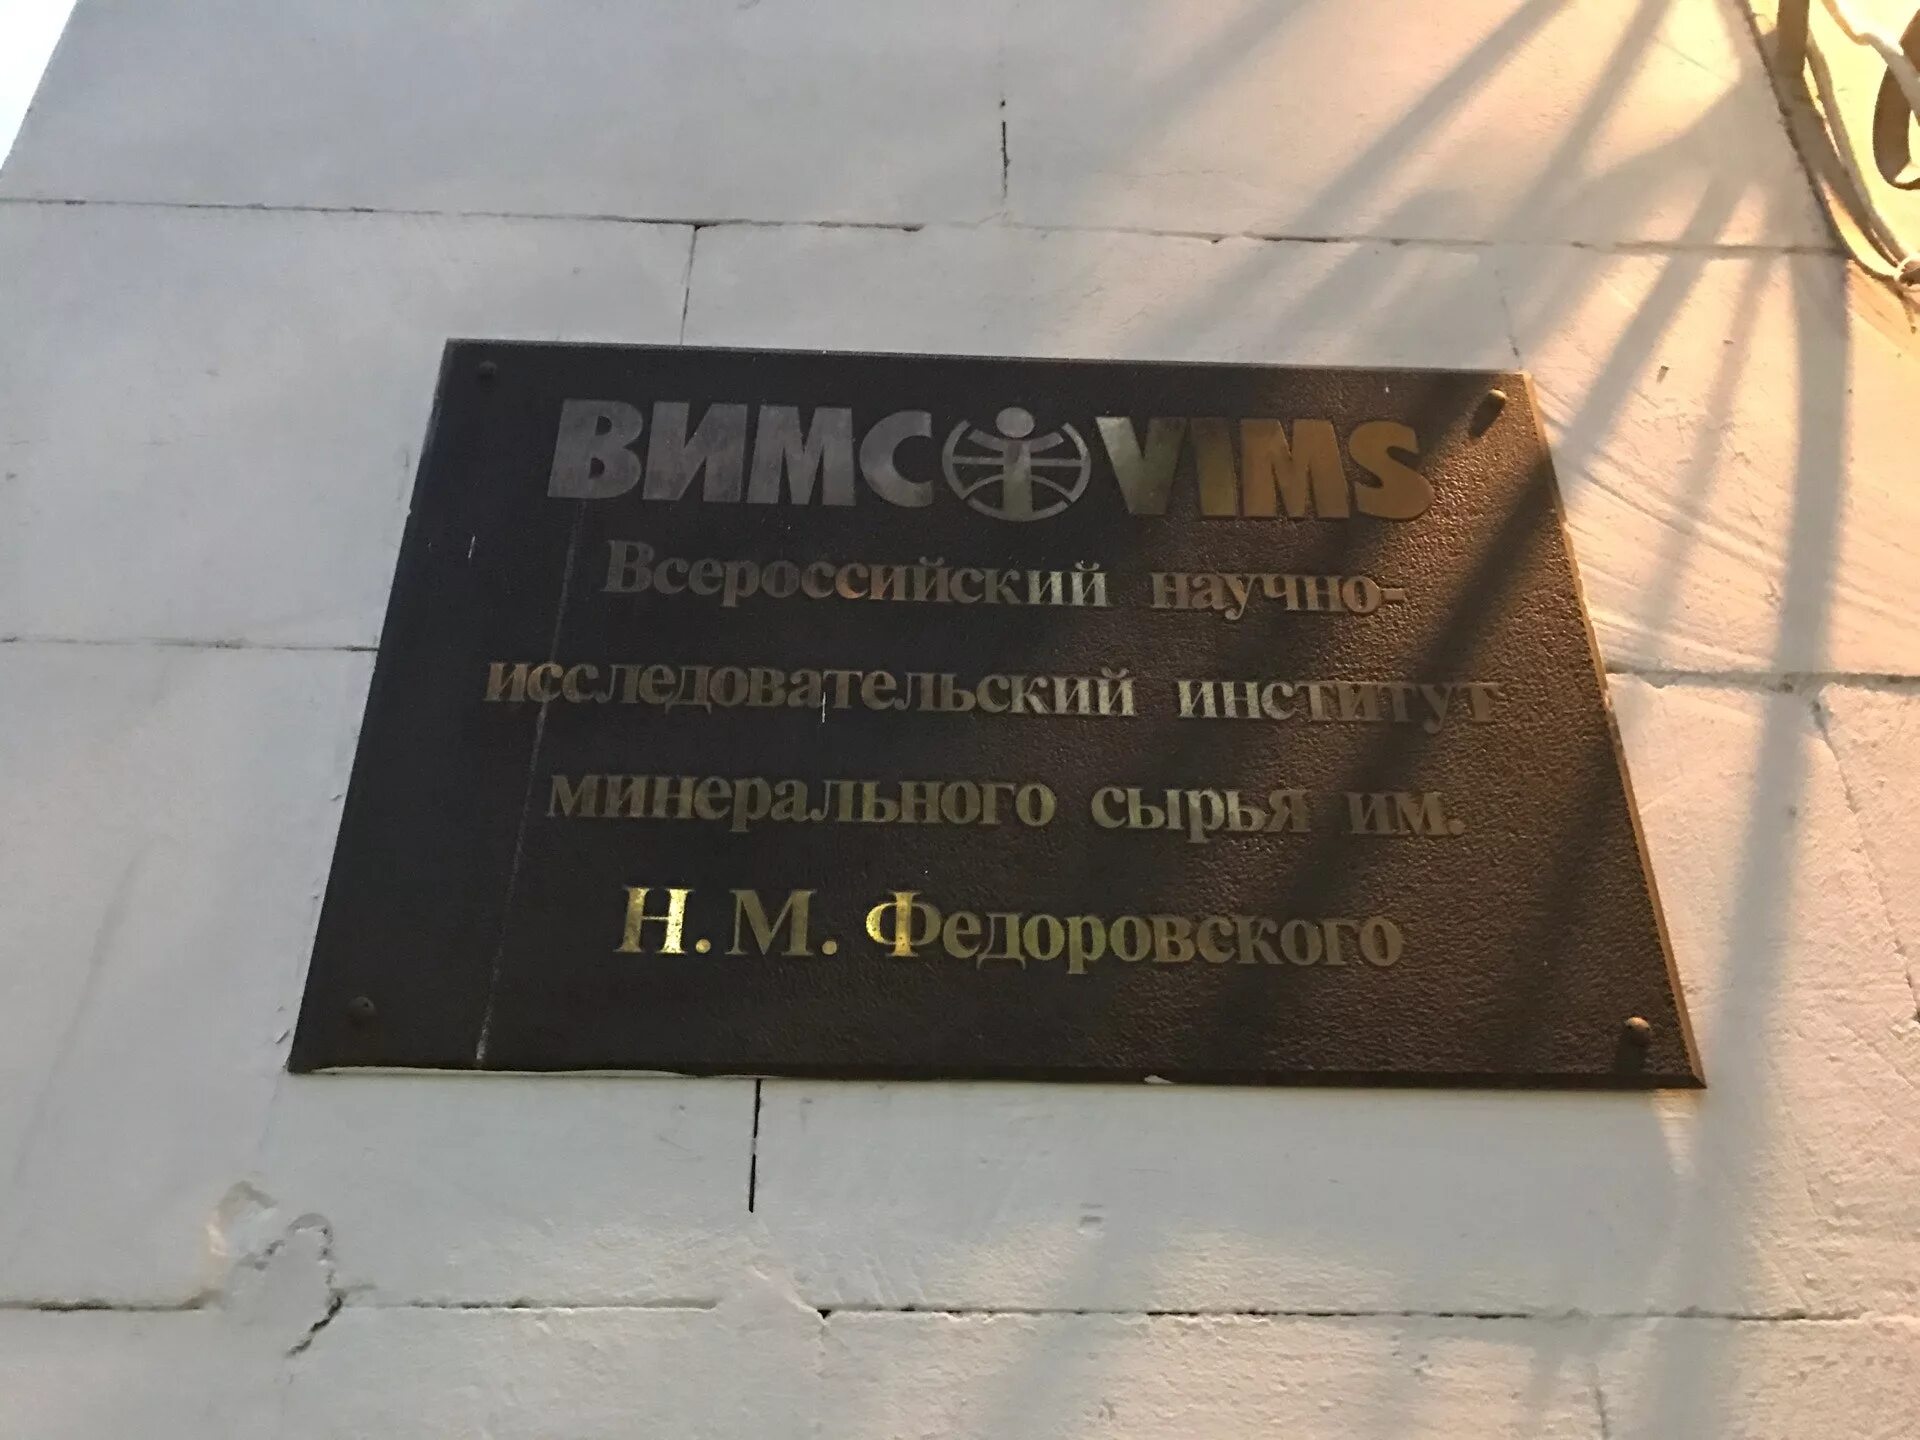 ВИМС VIMS
Всероссийский научно-
исследовательский институт
минерального сырья им.
Н. М. Федоровского